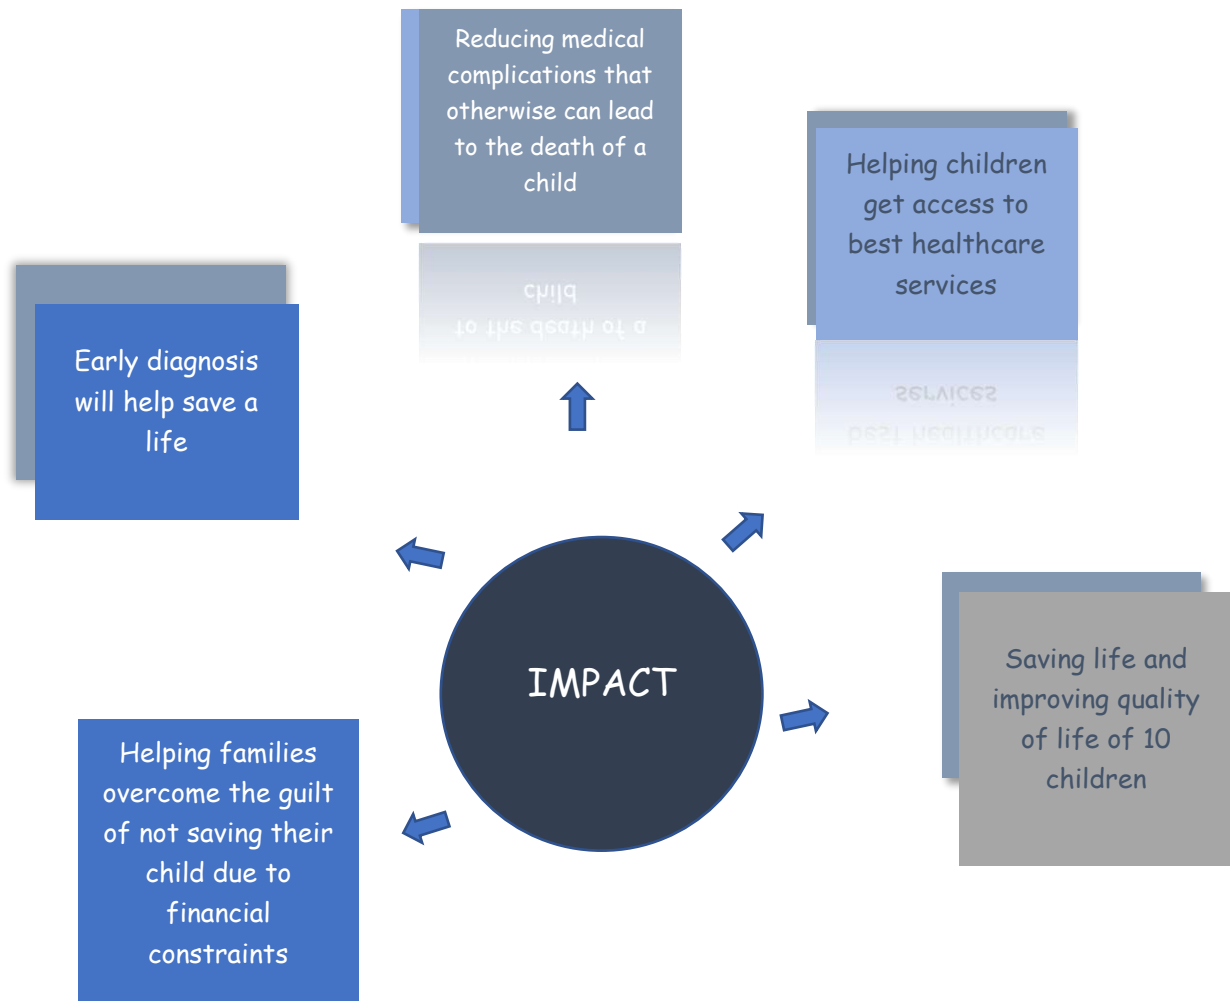 Reducing medical
complications that
otherwise can lead
to the death of a
child
Helping children
get access to
best healthcare
services
Early diagnosis
will help save a
life
IMPACT
Saving life and
improving quality
of life of 10
children
Helping families
overcome the guilt
of not saving their
child due to
financial
constraints